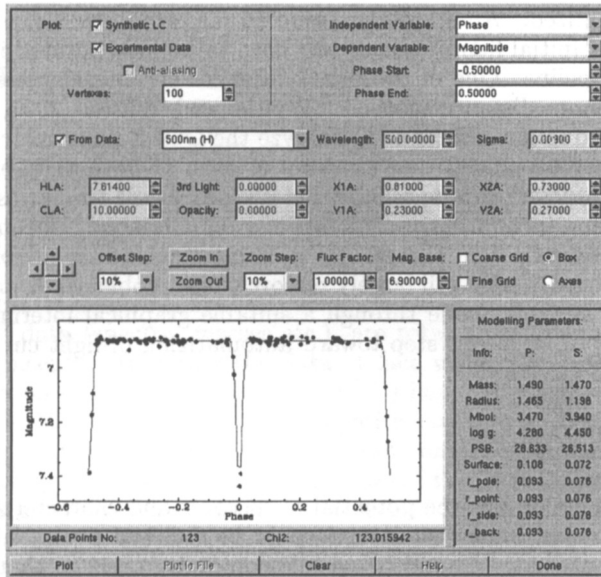 Plot: Synthetic LC Independent Variable: Phase
Experimental Data Dependent Variable: Magnitude
Anti-aliasing Phase Start: -0.50000
Vertexes: 100 Phase End: 0.50000
From Data: 500nm (H) Wavelength: 500.00000 Sigma: 0.00900
HLA: 7.61400 3rd Light: 0.00000 X1A: 0.81000 X2A: 0.73000
CLA: 10.00000 Opacity: 0.00000 Y1A: 0.23000 Y2A: 0.27000
Offset Step: Zoom In Zoom Step: Flux Factor: Mag. Base: Coarse Grid Box
10% Zoom Out 10% 1.00000 6.90000 Fine Grid Axes
Magnitude
7
7.2
7.4
-0.6 -0.4 -0.2 0 0.2 0.4
Phase
Data Points No: 123 Chi2: 123.015942
Modelling Parameters:
Info: P: S:
Mass: 1.490 1.470
Radius: 1.465 1.198
Mbol: 3.470 3.940
log g: 4.280 4.450
PSB: 28.633 26.513
Surface: 0.108 0.072
r_pole: 0.093 0.076
r_point: 0.093 0.076
r_side: 0.093 0.076
r_back: 0.093 0.076
Plot Plot to File Clear Help Done